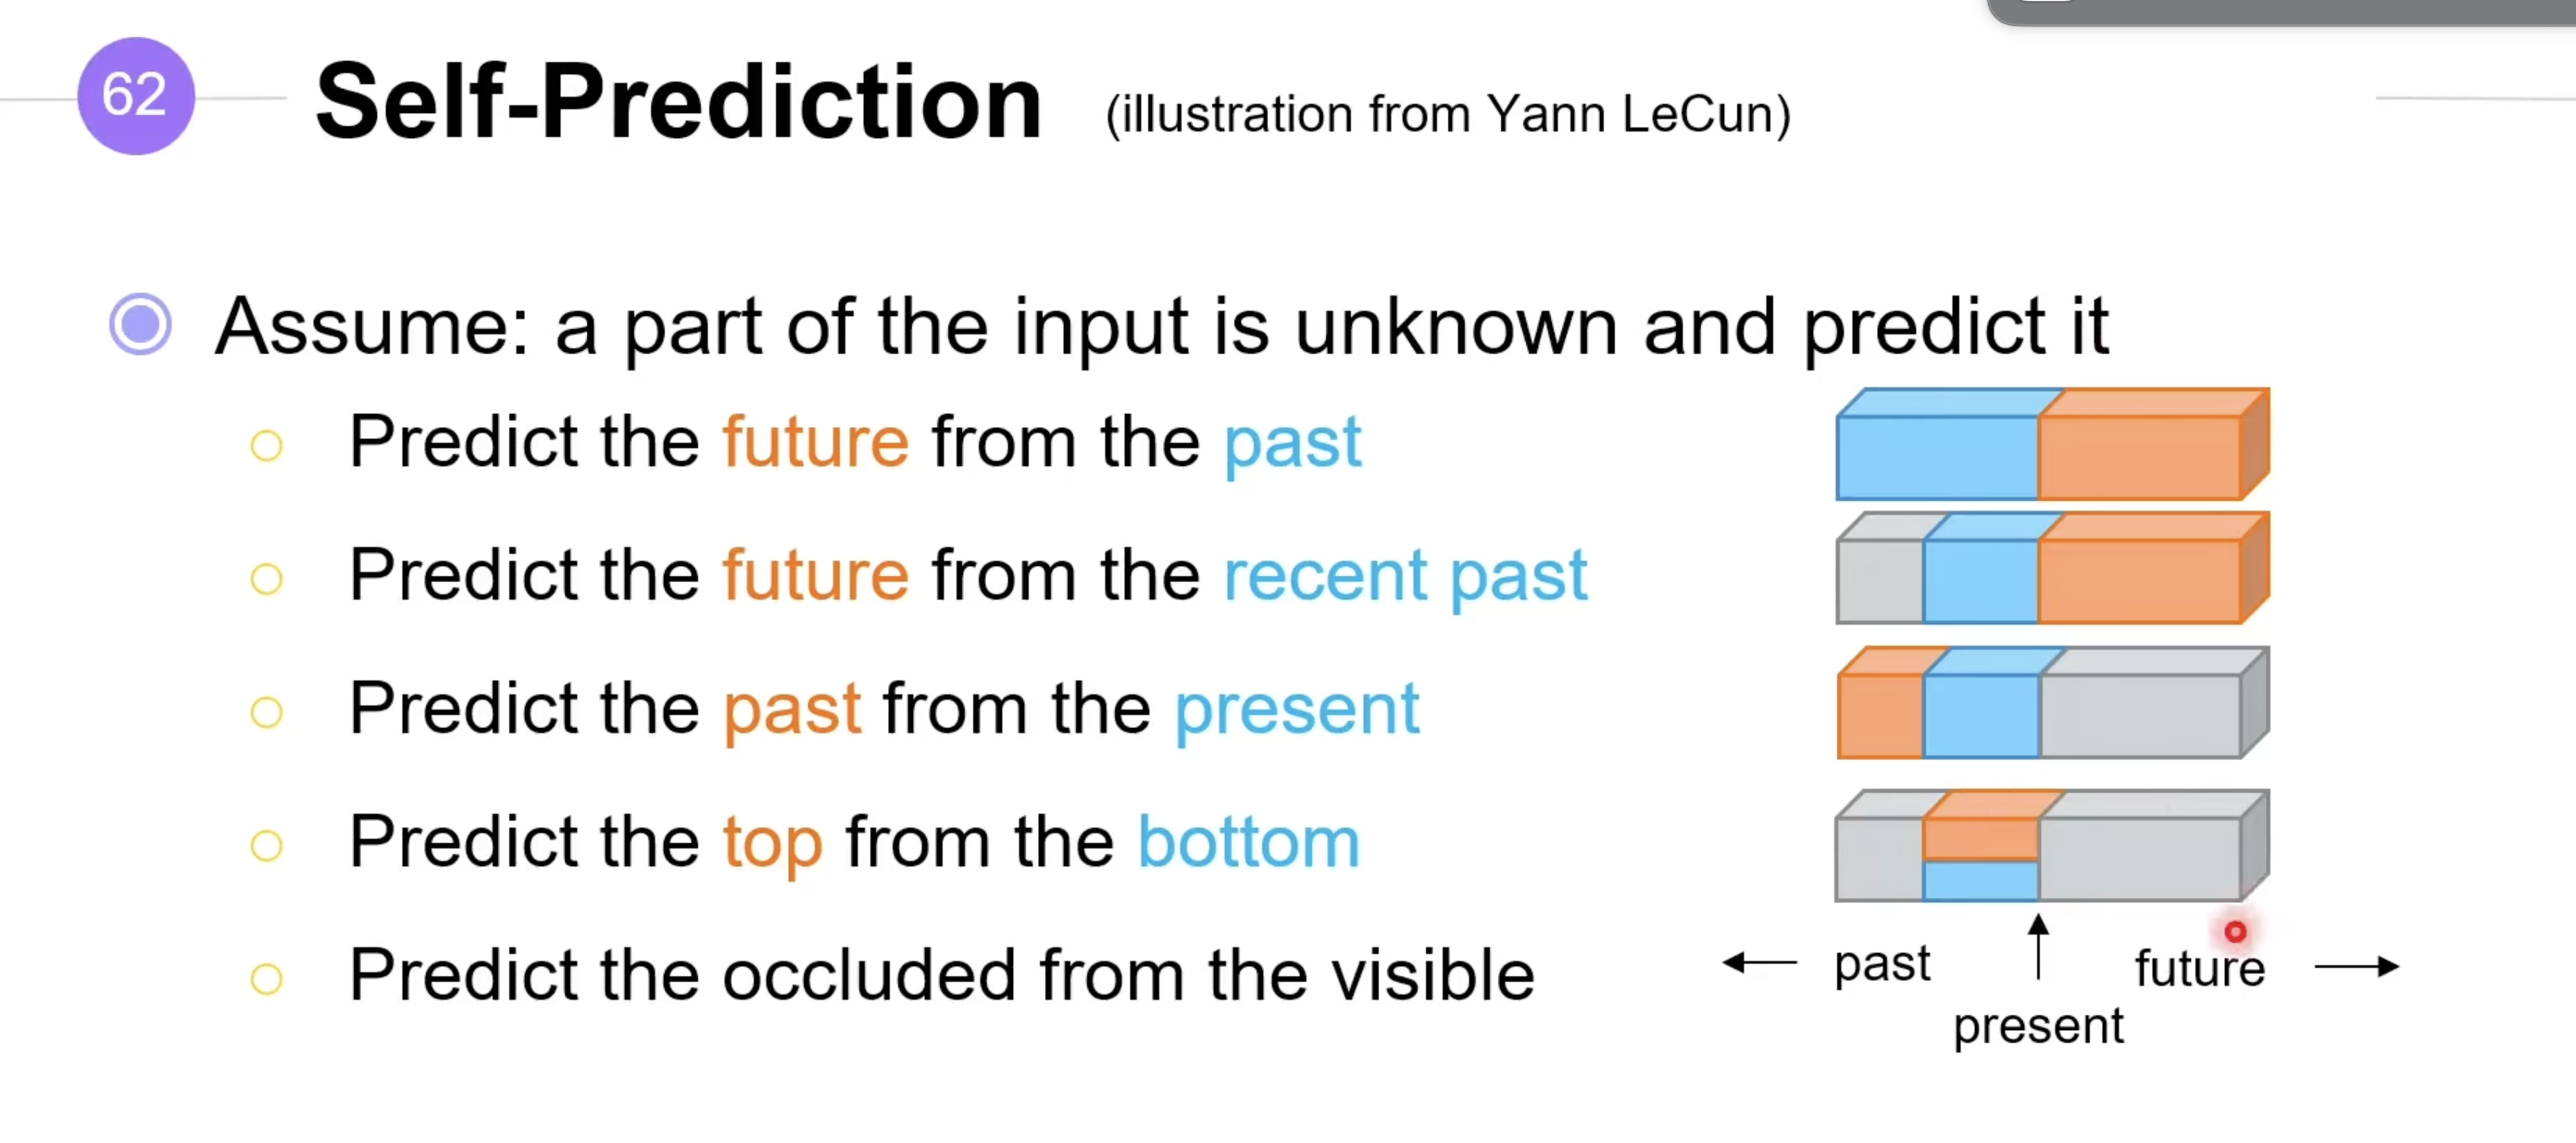 62
Self-Prediction (illustration from Yann LeCun)
Assume: a part of the input is unknown and predict it
Predict the future from the past
Predict the future from the recent past
Predict the past from the present
Predict the top from the bottom
Predict the occluded from the visible
past
future
present